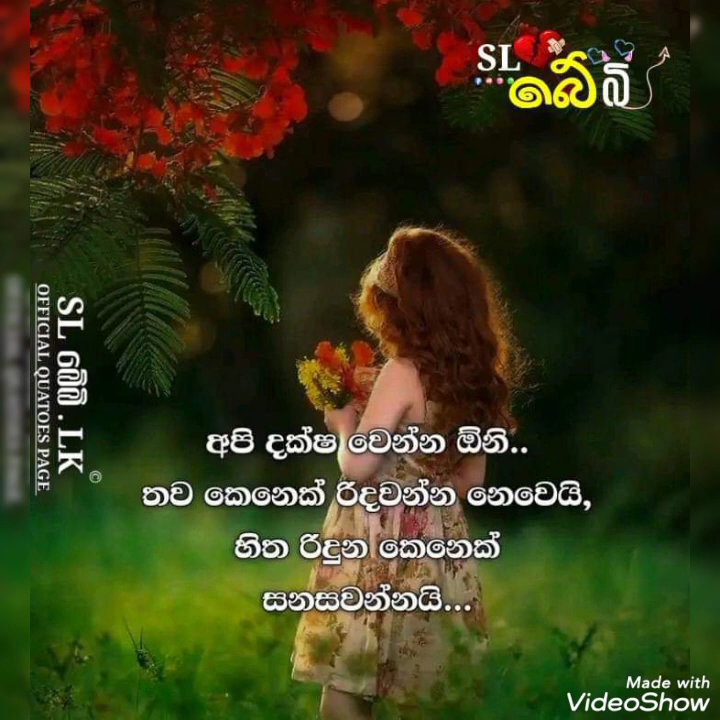 SL
බේබි
SL බේබි.LK
OFFICIAL QUATOES PAGE
©
අපි දක්ෂ වෙන්න ඕනි..
තව කෙනෙක් රිදවන්න නෙවෙයි,
හිත රිදුන කෙනෙක්
සනසවන්නයි...
Made with
VideoShow